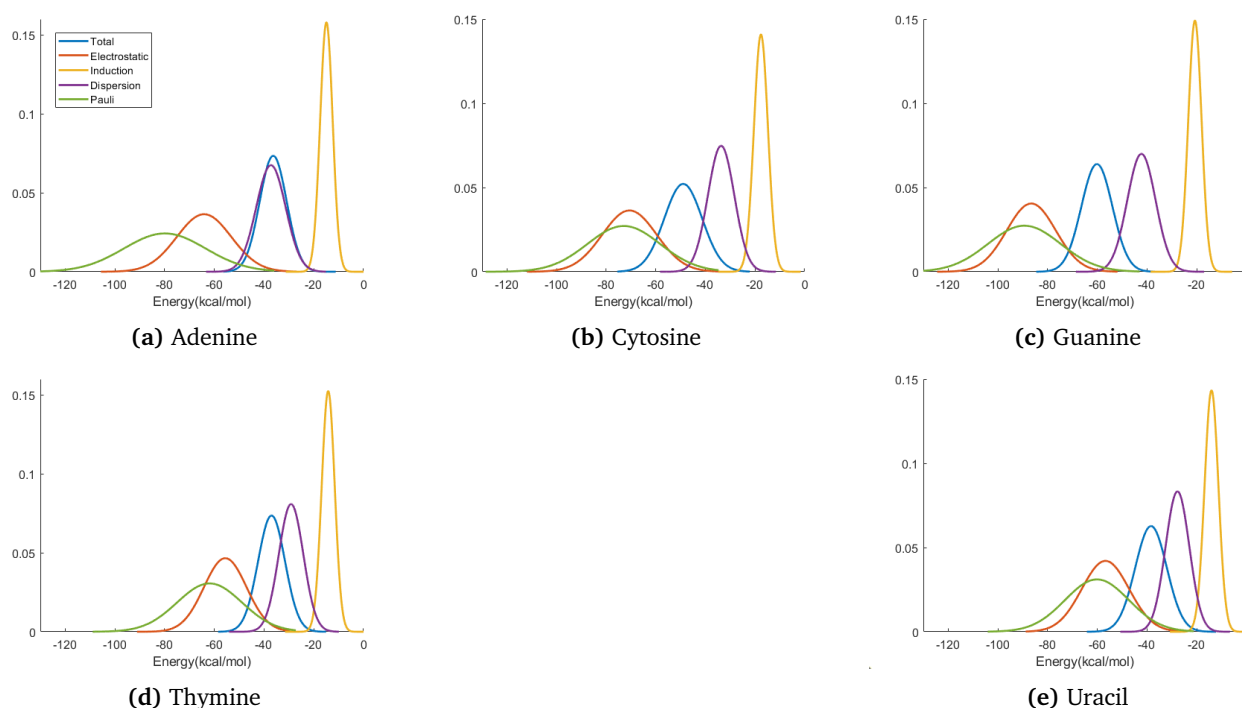 0.15
0.1
0.05
0
-120 -100 -80 -60 -40 -20 0
Energy(kcal/mol)
Total
Electrostatic
Induction
Dispersion
Pauli
(a) Adenine
0.15
0.1
0.05
0
-120 -100 -80 -60 -40 -20 0
Energy(kcal/mol)
(b) Cytosine
0.15
0.1
0.05
0
-120 -100 -80 -60 -40 -20
Energy(kcal/mol)
(c) Guanine
0.15
0.1
0.05
0
-120 -100 -80 -60 -40 -20 0
Energy(kcal/mol)
(d) Thymine
0.15
0.1
0.05
0
-120 -100 -80 -60 -40 -20
Energy(kcal/mol)
(e) Uracil